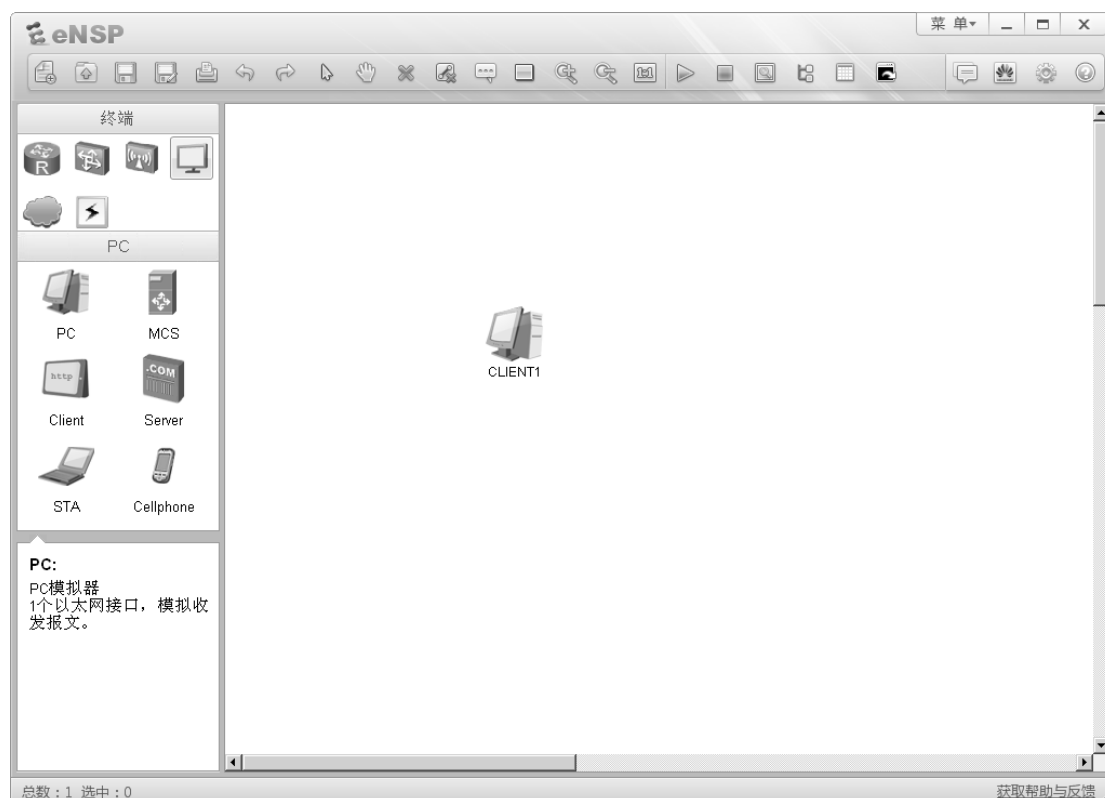 eNSP
菜 单
终端
R
PC
PC
MCS
http
.COM
Client
Server
STA
Cellphone
CLIENT1
PC:
PC模拟器
1个以太网接口，模拟收
发报文。
总数：1 选中：0
获取帮助与反馈